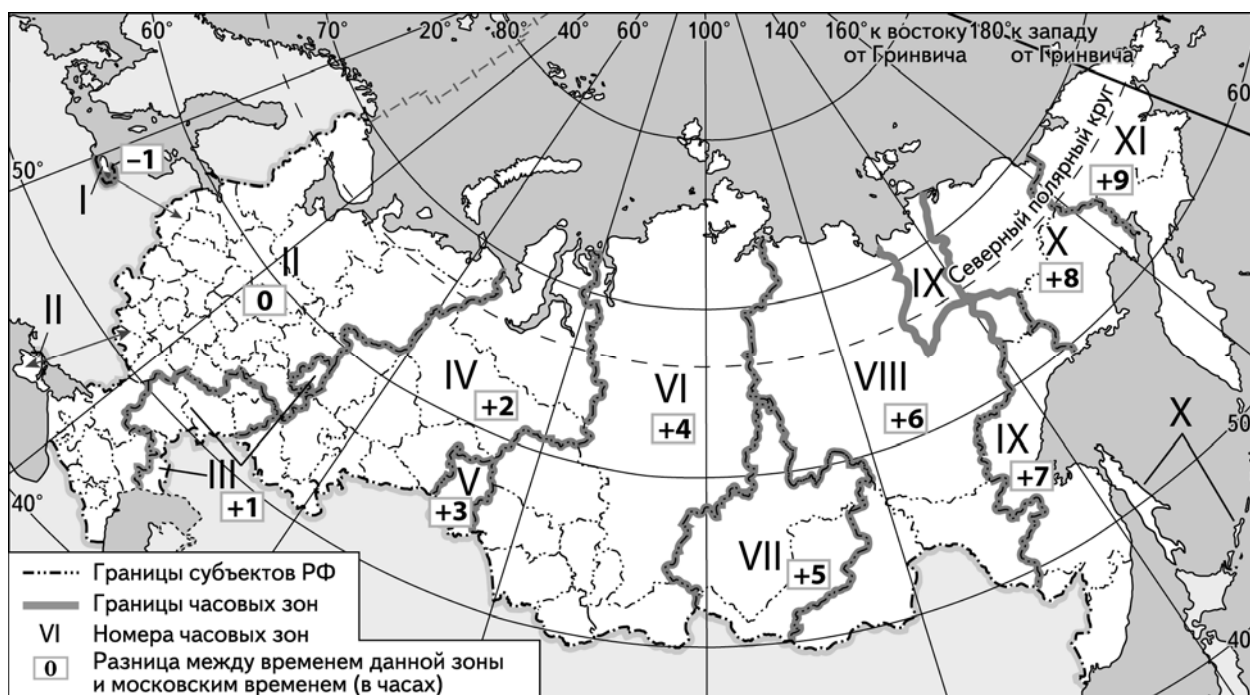 60° 70° 20° 0° 20° 40° 60° 80° 100° 120° 140° 160° к востоку 180° к западу
от Гринвича от Гринвича
60°
50°
–1
I
Северный полярный круг
XI
+9
II
0
II
IX
X
+8
IV
+2
VI
+4
VIII
+6
50°
X
IX
+7
V
+3
III
+1
40°
VII
+5
40°
Границы субъектов РФ
Границы часовых зон
VI Номера часовых зон
0 Разница между временем данной зоны
и московским временем (в часах)